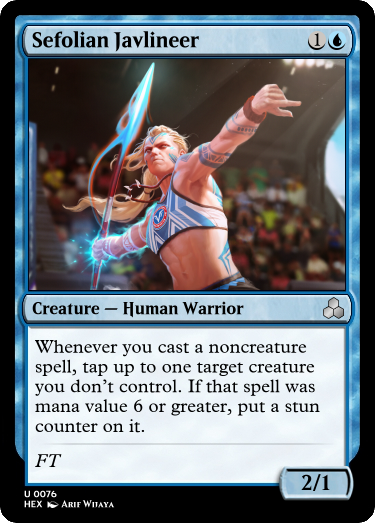 Sefolian Javlineer 1
Creature — Human Warrior
Whenever you cast a noncreature
spell, tap up to one target creature
you don't control. If that spell was
mana value 6 or greater, put a stun
counter on it.
FT
2/1
U 0076
HEX Arif Wijaya